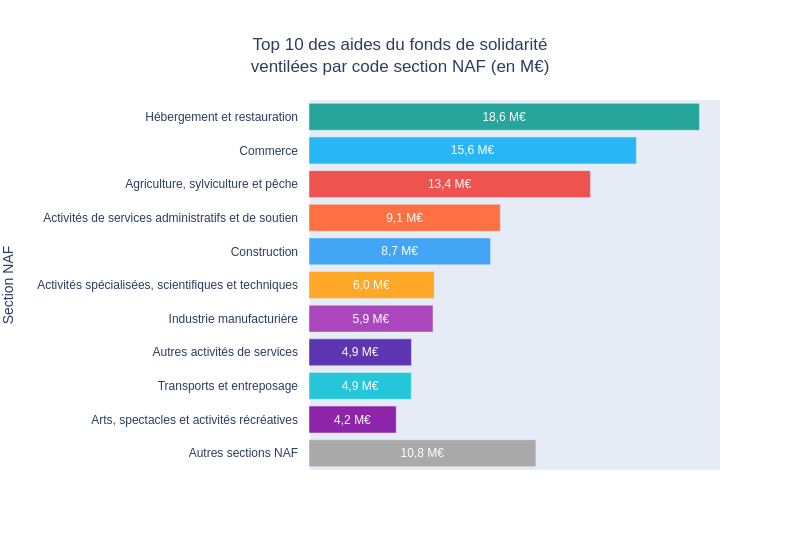 Top 10 des aides du fonds de solidarité
ventilées par code section NAF (en M€)
Section NAF
Hébergement et restauration 18,6 M€
Commerce 15,6 M€
Agriculture, sylviculture et pêche 13,4 M€
Activités de services administratifs et de soutien 9,1 M€
Construction 8,7 M€
Activités spécialisées, scientifiques et techniques 6,0 M€
Industrie manufacturière 5,9 M€
Autres activités de services 4,9 M€
Transports et entreposage 4,9 M€
Arts, spectacles et activités récréatives 4,2 M€
Autres sections NAF 10,8 M€